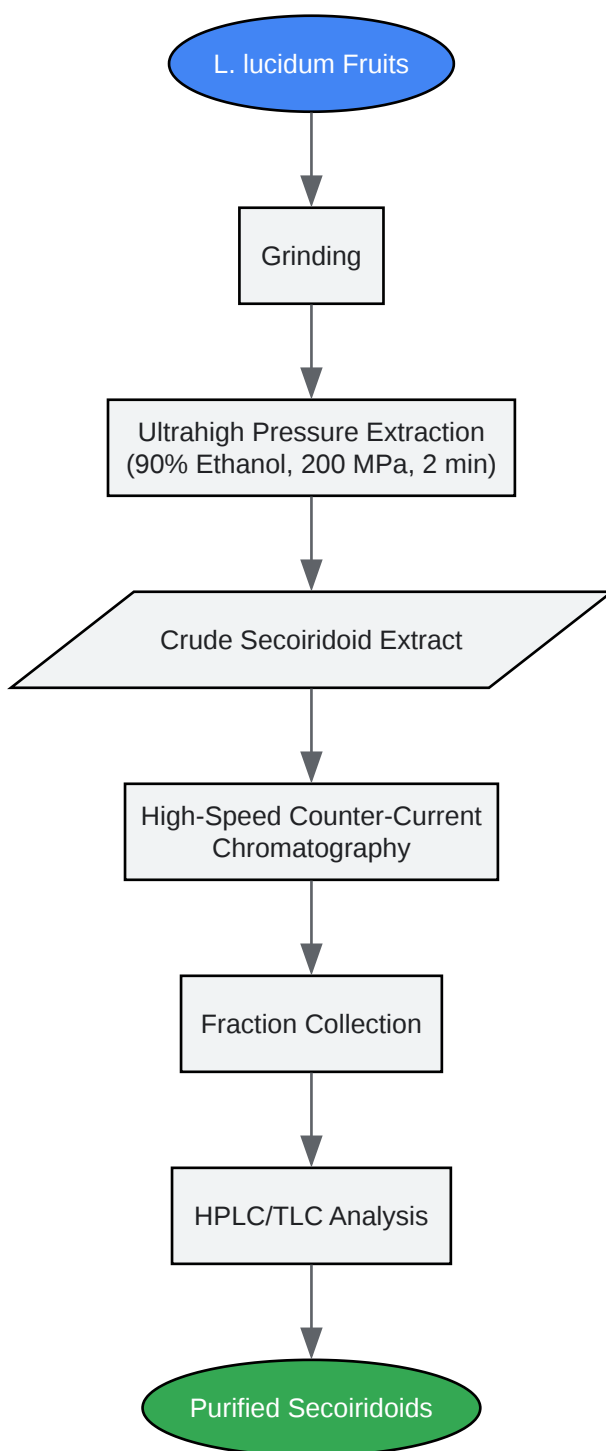 L. lucidum Fruits
Grinding
Ultrahigh Pressure Extraction
(90% Ethanol, 200 MPa, 2 min)
Crude Secoiridoid Extract
High-Speed Counter-Current
Chromatography
Fraction Collection
HPLC/TLC Analysis
Purified Secoiridoids